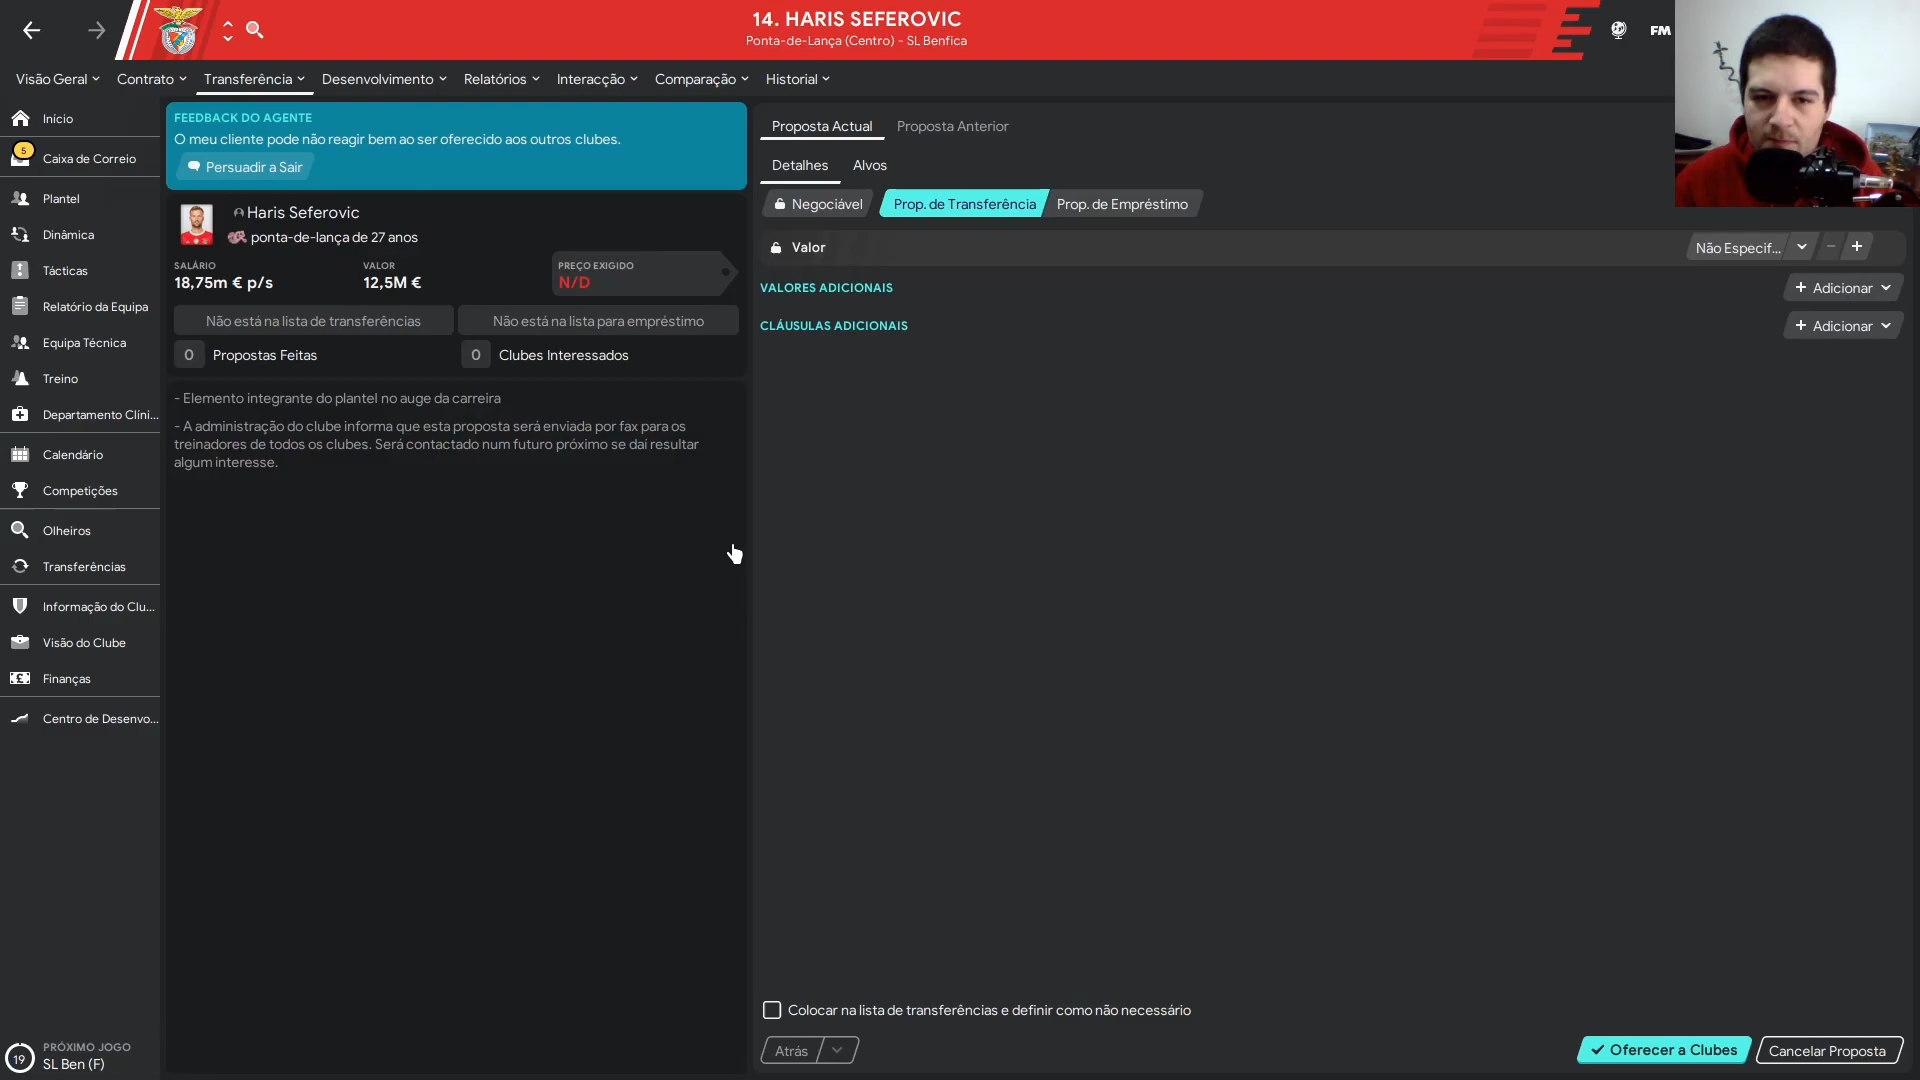 14. HARIS SEFEROVIC
Ponta-de-Lança (Centro) - SL Benfica
FM
Visão Geral
Contrato
Transferência
Desenvolvimento
Relatórios
Interacção
Comparação
Historial
Início
5
Caixa de Correio
Plantel
Dinâmica
Tácticas
Relatório da Equipa
Equipa Técnica
Treino
Departamento Clíni...
Calendário
Competições
Olheiros
Transferências
Informação do Clu...
Visão do Clube
Finanças
Centro de Desenvo...
19
PRÓXIMO JOGO
SL Ben (F)
FEEDBACK DO AGENTE
O meu cliente pode não reagir bem ao ser oferecido aos outros clubes.
Persuadir a Sair
Haris Seferovic
ponta-de-lança de 27 anos
SALÁRIO
18,75m € p/s
VALOR
12,5M €
PREÇO EXIGIDO
N/D
Não está na lista de transferências
Não está na lista para empréstimo
0 Propostas Feitas
0 Clubes Interessados
- Elemento integrante do plantel no auge da carreira
- A administração do clube informa que esta proposta será enviada por fax para os
treinadores de todos os clubes. Será contactado num futuro próximo se daí resultar
algum interesse.
Proposta Actual
Proposta Anterior
Detalhes
Alvos
Negociável
Prop. de Transferência
Prop. de Empréstimo
Valor
Não Especif...
VALORES ADICIONAIS
+ Adicionar
CLÁUSULAS ADICIONAIS
+ Adicionar
Colocar na lista de transferências e definir como não necessário
Atrás
Oferecer a Clubes
Cancelar Proposta